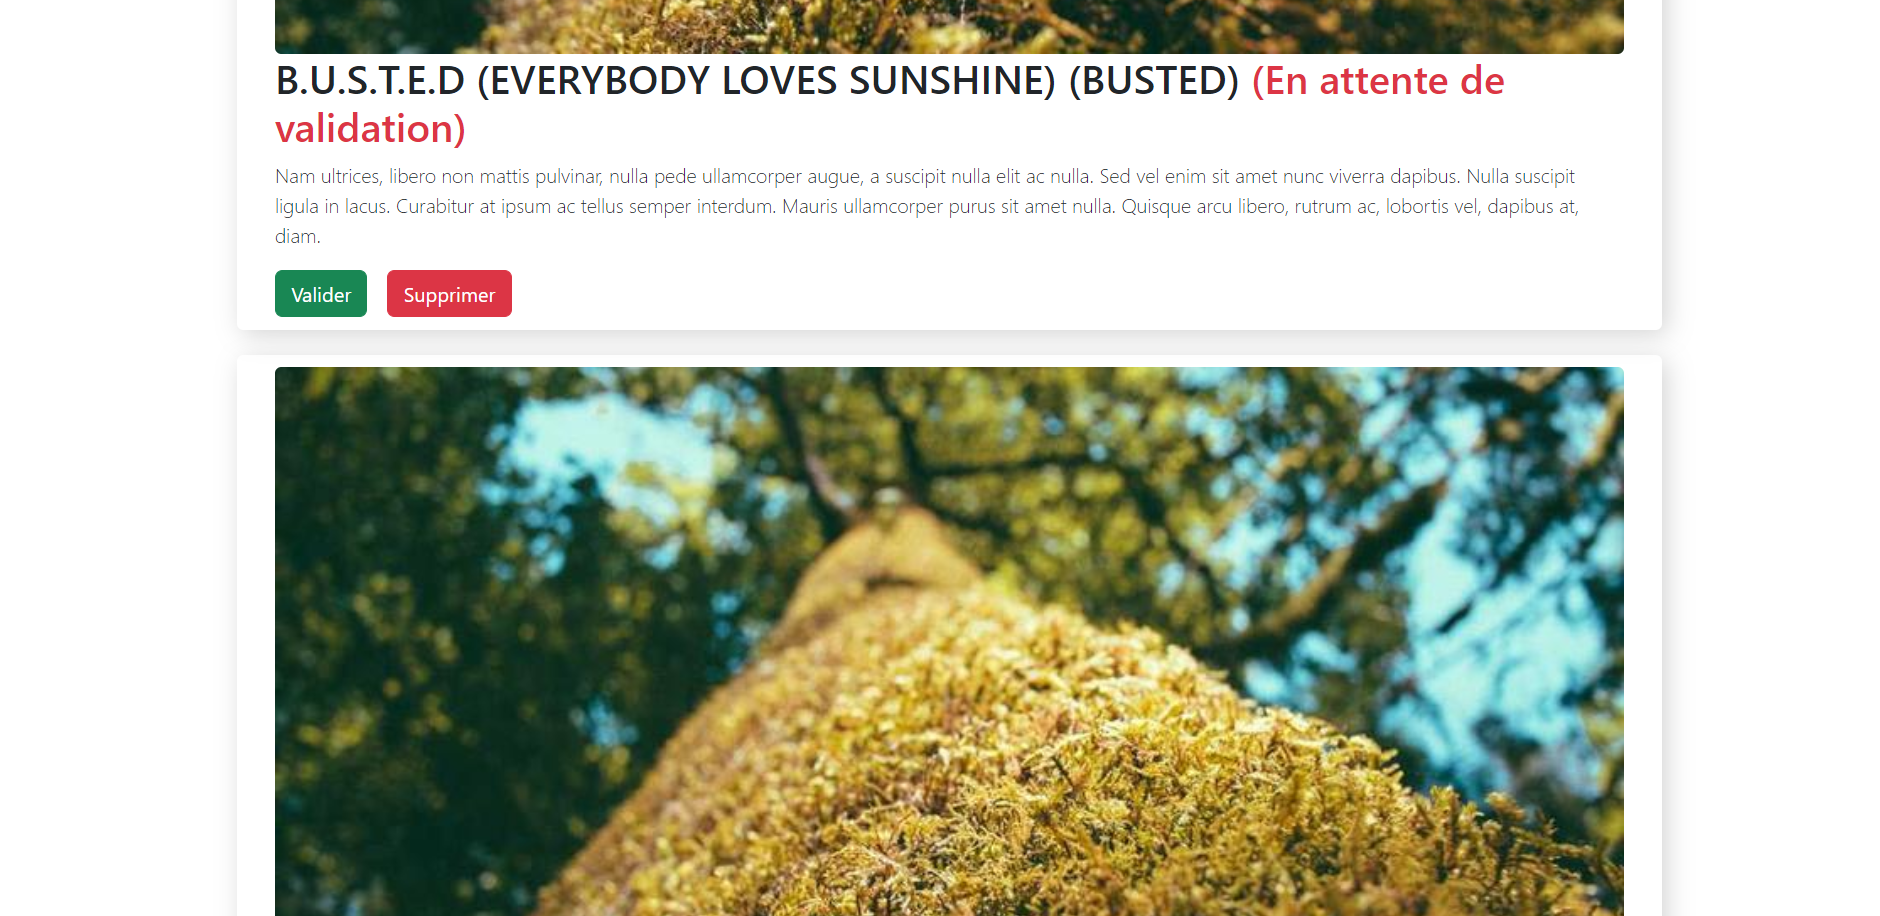 B.U.S.T.E.D (EVERYBODY LOVES SUNSHINE) (BUSTED) (En attente de
validation)
Nam ultrices, libero non mattis pulvinar, nulla pede ullamcorper augue, a suscipit nulla elit ac nulla. Sed vel enim sit amet nunc viverra dapibus. Nulla suscipit
ligula in lacus. Curabitur at ipsum ac tellus semper interdum. Mauris ullamcorper purus sit amet nulla. Quisque arcu libero, rutrum ac, lobortis vel, dapibus at,
diam.
Valider Supprimer